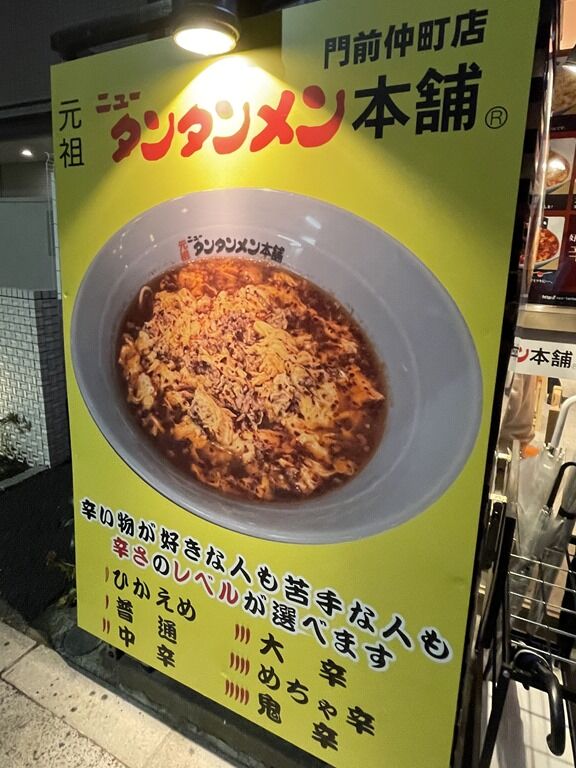 門前仲町店
元祖
ニュー
タンタンメン本舗®
元祖
ニュー
タンタンメン本舗
辛い物が好きな人も苦手な人も
辛さのレベルが選べます
ひかえめ
普通
中辛
大辛
めちゃ辛
鬼辛
ン本舗